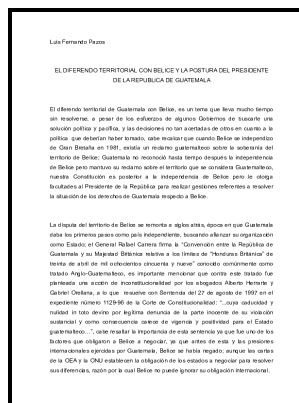 Luis Fernando Pazos
EL DIFERENDO TERRITORIAL CON BELICE Y LA POSTURA DEL PRESIDENTE
DE LA REPUBLICA DE GUATEMALA
El diferendo territorial de Guatemala con Belice, es un tema que lleva mucho tiempo
sin resolverse, a pesar de los esfuerzos de algunos Gobiernos de buscarle una
solución política y pacífica, y las decisiones no tan acertadas de otros en cuanto a la
política que deberían haber tomado, cabe recalcar que cuando Belice se independizo
de Gran Bretaña en 1981, existía un reclamo guatemalteco sobre la soberanía del
territorio de Belice; Guatemala no reconoció hasta tiempo después la independencia
de Belice pero mantuvo su reclamo sobre el territorio que se considera Guatemalteco,
nuestra Constitución es posterior a la independencia de Belice pero le otorga
facultades al Presidente de la República para realizar gestiones referentes a resolver
la situación de los derechos de Guatemala respecto a Belice.
La disputa del territorio de Belice se remonta a siglos atrás, época en que Guatemala
daba los primeros pasos como país independiente, buscando afianzar su organización
como Estado; el General Rafael Carrera firma la “Convención entre la República de
Guatemala y su Majestad Británica relativa a los límites de “Honduras Británica” de
treinta de abril de mil ochocientos cincuenta y nueve” conocido comúnmente como
tratado Anglo-Guatemalteco, es importante mencionar que contra este tratado fue
planteada una acción de inconstitucionalidad por los abogados Alberto Herrarte y
Gabriel Orellana, a lo que resuelve con Sentencia del 27 de agosto de 1997 en el
expediente número 1129-96 de la Corte de Constitucionalidad: “...cuya caducidad y
nulidad in toto devino por legítima denuncia de la parte inocente de su violación
sustancial y como consecuencia carece de vigencia y positividad para el Estado
guatemalteco...”, cabe resaltar la importancia de esta sentencia ya que fue uno de los
factores que obligaron a Belice a negociar, ya que antes de esta y las presiones
internacionales ejercidas por Guatemala, Belice se había negado; aunque las cartas
de la OEA y la ONU establecen la obligación de los estados a negociar para resolver
sus diferencias, razón por la cual Belice no puede ignorar su obligación internacional.